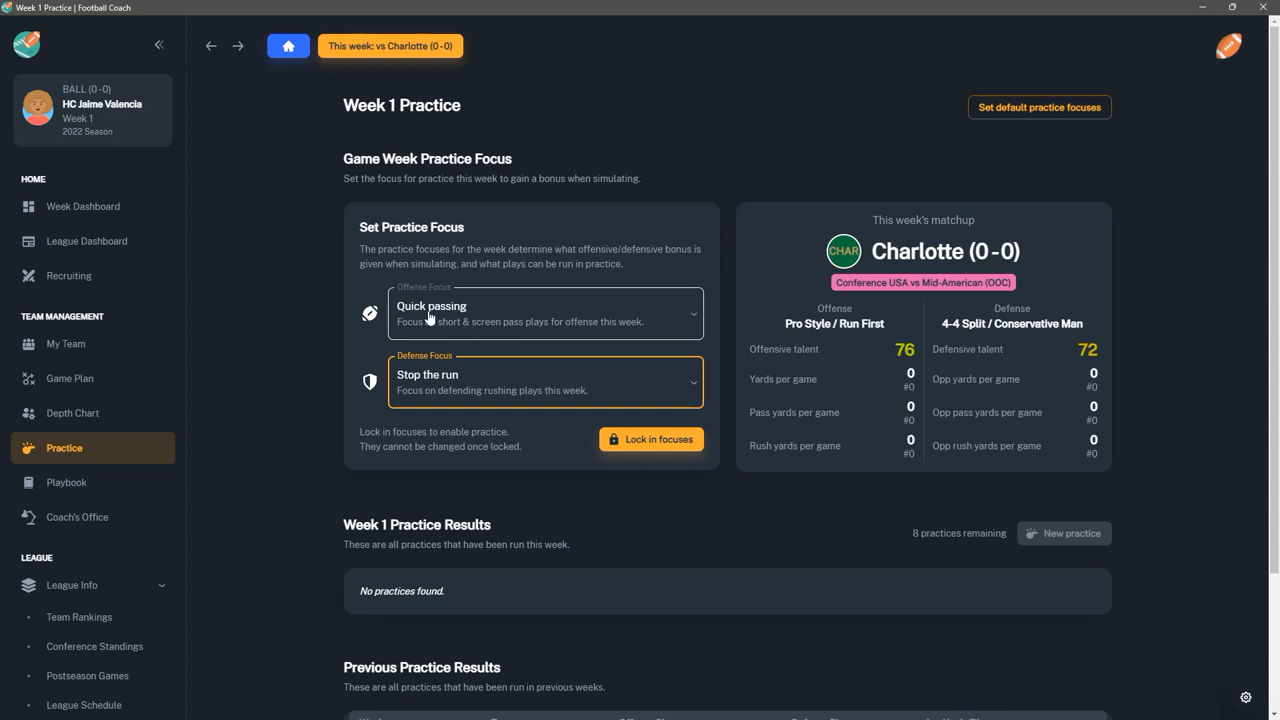 Week 1 Practice | Football Coach
BALL (0-0)
HC Jaime Valencia
Week 1
2022 Season
HOME
Week Dashboard
League Dashboard
Recruiting
TEAM MANAGEMENT
My Team
Game Plan
Depth Chart
Practice
Playbook
Coach's Office
LEAGUE
League Info
Team Rankings
Conference Standings
Postseason Games
League Schedule
This week: vs Charlotte (0-0)
Week 1 Practice
Set default practice focuses
Game Week Practice Focus
Set the focus for practice this week to gain a bonus when simulating.
Set Practice Focus
The practice focuses for the week determine what offensive/defensive bonus is
given when simulating, and what plays can be run in practice.
Offense Focus
Quick passing
Focus short & screen pass plays for offense this week.
Defense Focus
Stop the run
Focus on defending rushing plays this week.
Lock in focuses to enable practice.
They cannot be changed once locked.
Lock in focuses
This week's matchup
CHAR
Charlotte (0-0)
Conference USA vs Mid-American (OOC)
Offense
Pro Style / Run First
Offensive talent 76
Yards per game 0
#0
Pass yards per game 0
#0
Rush yards per game 0
#0
Defense
4-4 Split / Conservative Man
Defensive talent 72
Opp yards per game 0
#0
Opp pass yards per game 0
#0
Opp rush yards per game 0
#0
Week 1 Practice Results
These are all practices that have been run this week.
8 practices remaining
New practice
No practices found.
Previous Practice Results
These are all practices that have been run in previous weeks.